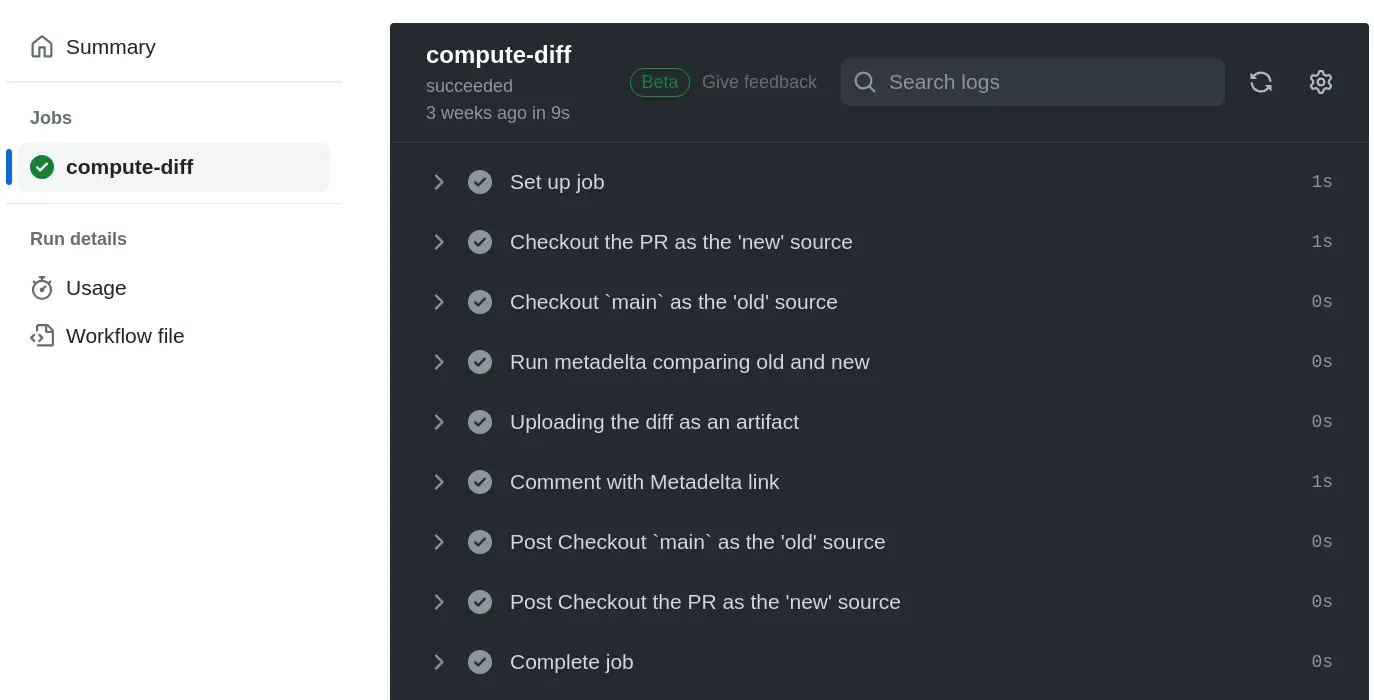 Summary
Jobs
compute-diff
Run details
Usage
Workflow file
compute-diff
succeeded
3 weeks ago in 9s
Beta Give feedback
Search logs
Set up job 1s
Checkout the PR as the 'new' source 1s
Checkout `main` as the 'old' source 0s
Run metadelta comparing old and new 0s
Uploading the diff as an artifact 0s
Comment with Metadelta link 1s
Post Checkout `main` as the 'old' source 0s
Post Checkout the PR as the 'new' source 0s
Complete job 0s